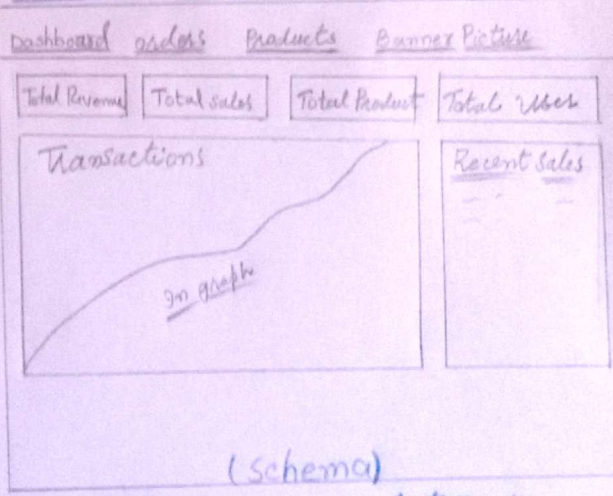 Dashboard orders Products Banner Picture
Total Revenue Total sales Total Product Total User
Transactions Recent Sales
In graph
(Schema)